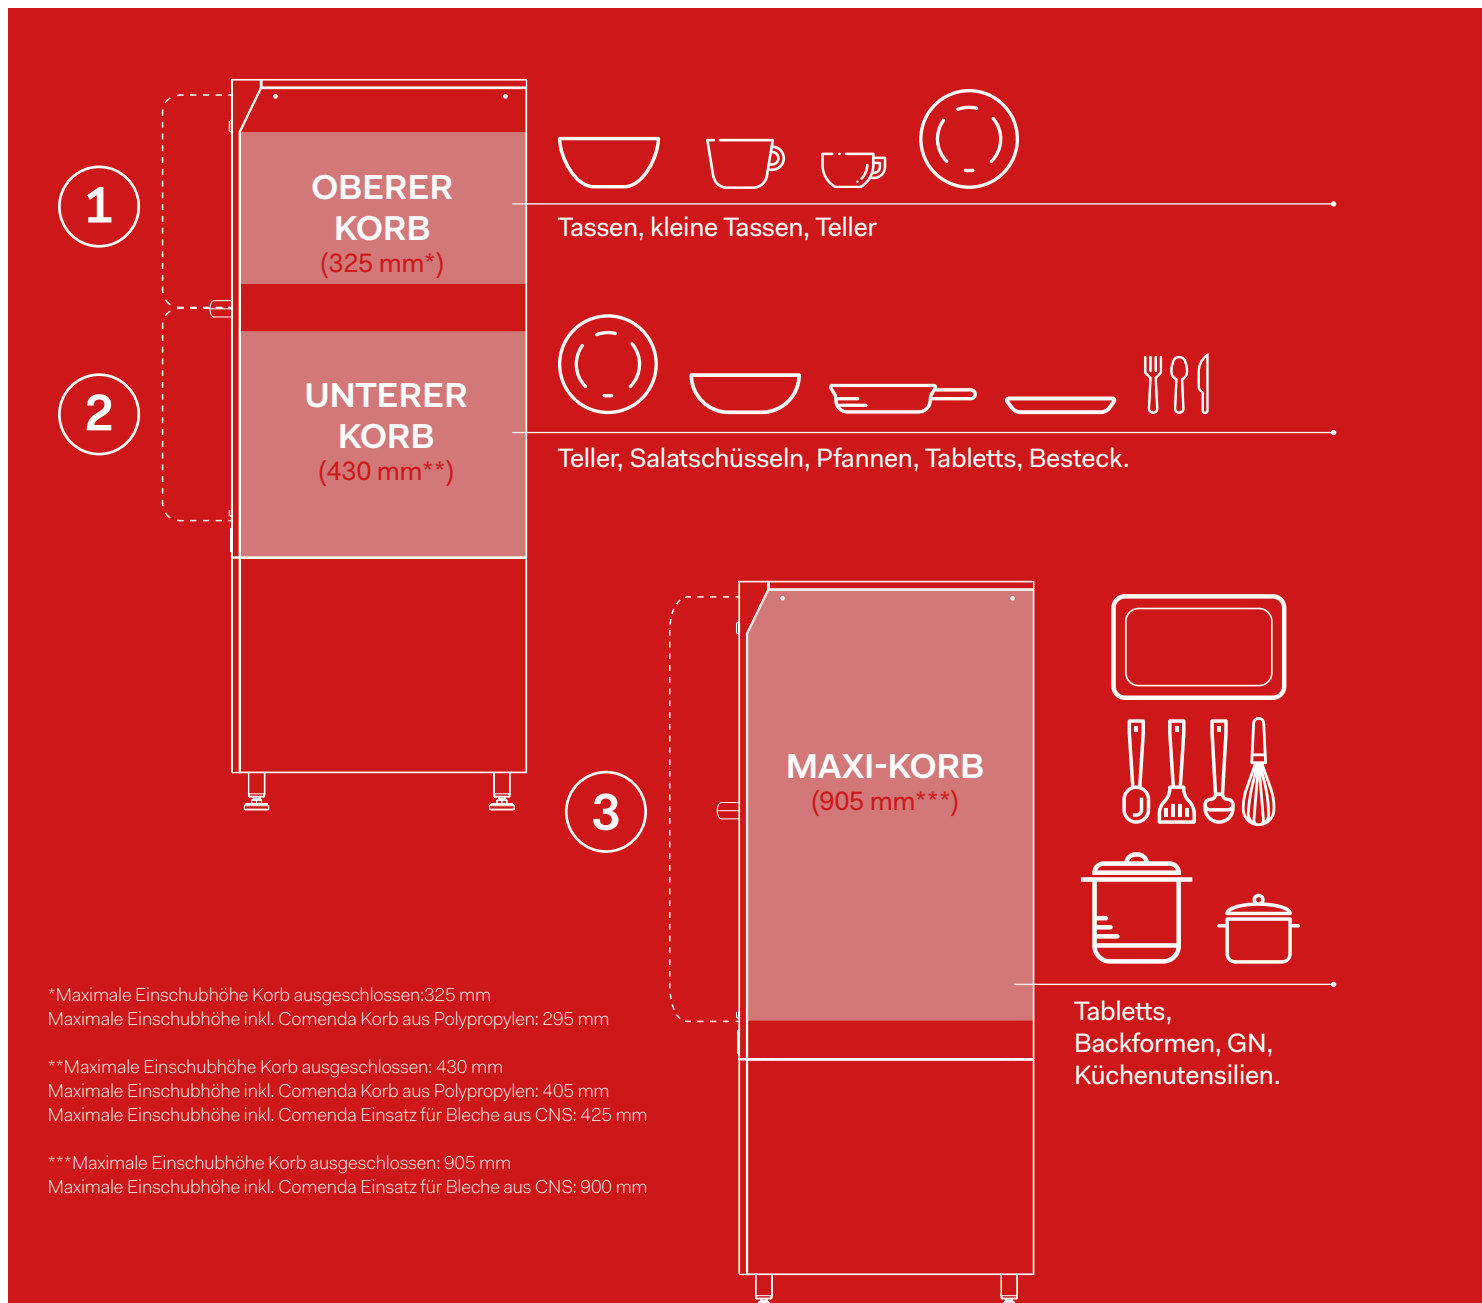 1
OBERER
KORB
(325 mm*)
Tassen, kleine Tassen, Teller
2
UNTERER
KORB
(430 mm**)
Teller, Salatschüsseln, Pfannen, Tabletts, Besteck.
3
MAXI-KORB
(905 mm***)
Tabletts,
Backformen, GN,
Küchenutensilien.
*Maximale Einschubhöhe Korb ausgeschlossen:325 mm
Maximale Einschubhöhe inkl. Comenda Korb aus Polypropylen: 295 mm
**Maximale Einschubhöhe Korb ausgeschlossen: 430 mm
Maximale Einschubhöhe inkl. Comenda Korb aus Polypropylen: 405 mm
Maximale Einschubhöhe inkl. Comenda Einsatz für Bleche aus CNS: 425 mm
***Maximale Einschubhöhe Korb ausgeschlossen: 905 mm
Maximale Einschubhöhe inkl. Comenda Einsatz für Bleche aus CNS: 900 mm